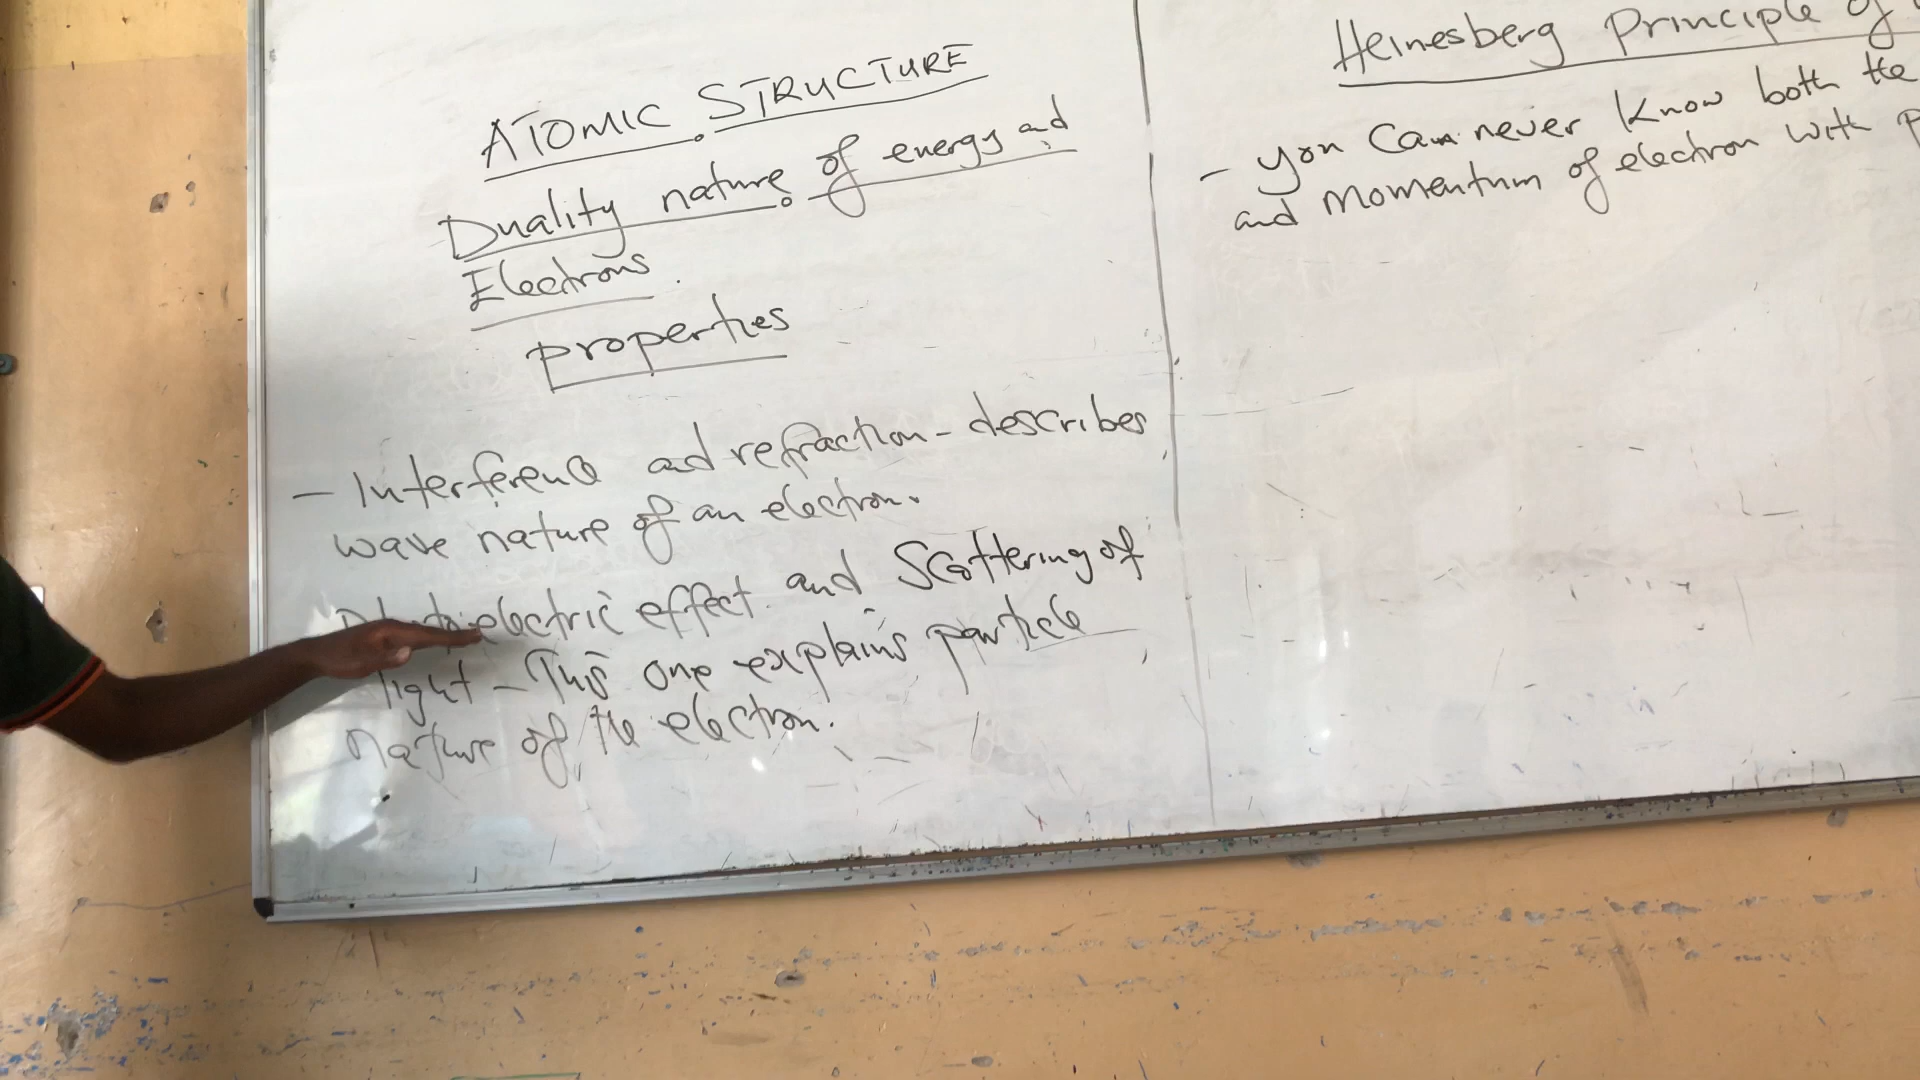 ATOMIC STRUCTURE
Duality nature of energy and
Electrons.
properties
- Interference and refraction - describes
wave nature of an electron.
Photoelectric effect and Scattering of
light - This one explains particle
nature of the electron.
Heinesberg Principle of
- you Can never know both the
and momentum of electron with